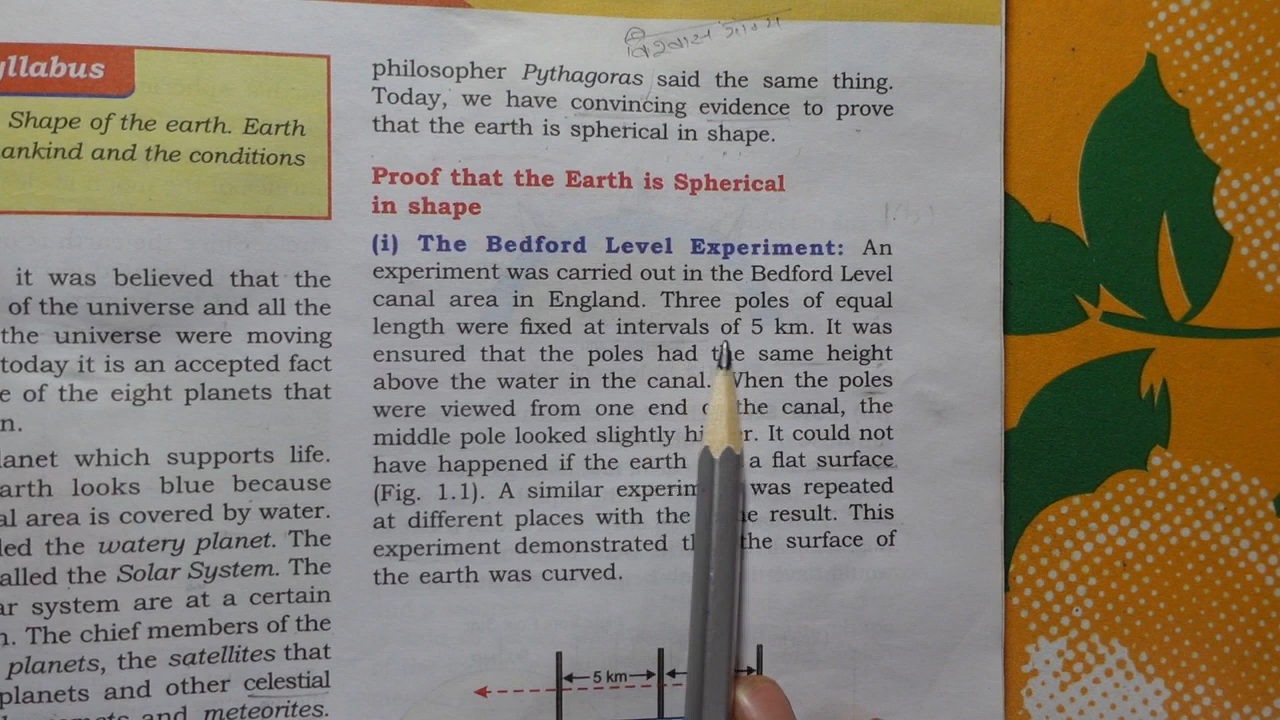 yllabus
Shape of the earth. Earth
ankind and the conditions
it was believed that the
of the universe and all the
the universe were moving
today it is an accepted fact
e of the eight planets that
n.
lanet which supports life.
arth looks blue because
al area is covered by water.
led the watery planet. The
alled the Solar System. The
ar system are at a certain
n. The chief members of the
planets, the satellites that
planets and other celestial
and meteorites.
philosopher Pythagoras said the same thing.
Today, we have convincing evidence to prove
that the earth is spherical in shape.
Proof that the Earth is Spherical
in shape
(i) The Bedford Level Experiment: An
experiment was carried out in the Bedford Level
canal area in England. Three poles of equal
length were fixed at intervals of 5 km. It was
ensured that the poles had the same height
above the water in the canal. When the poles
were viewed from one end the canal, the
middle pole looked slightly It could not
have happened if the earth a flat surface
(Fig. 1.1). A similar was repeated
at different places with the result. This
experiment demonstrated the surface of
the earth was curved.
5 km